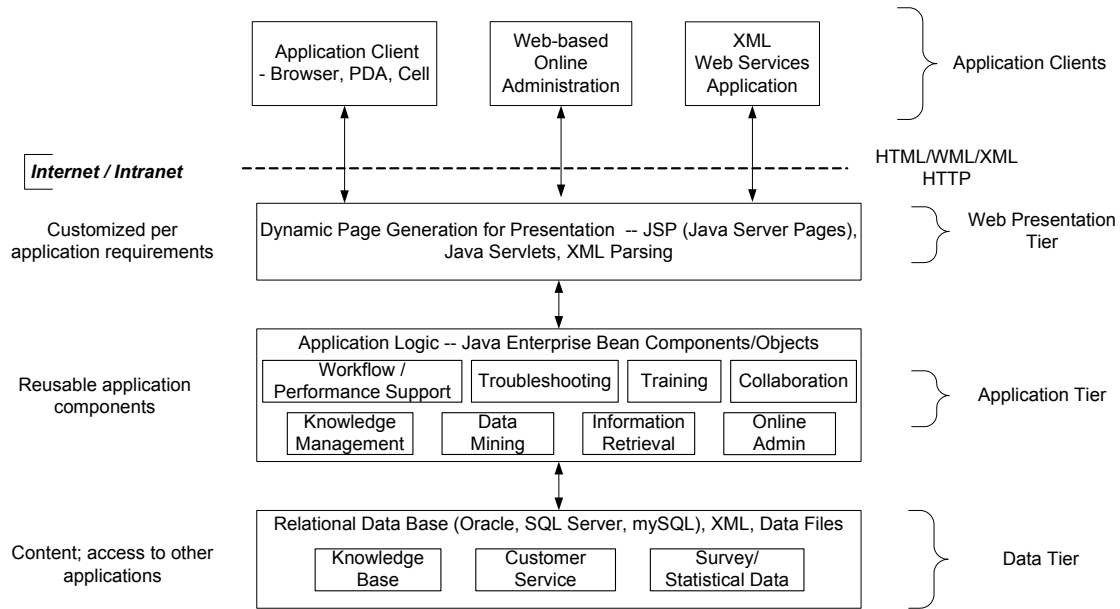 Application Client
- Browser, PDA, Cell
Web-based
Online
Administration
XML
Web Services
Application
Application Clients
Internet / Intranet
HTML/WML/XML
HTTP
Customized per
application requirements
Dynamic Page Generation for Presentation -- JSP (Java Server Pages),
Java Servlets, XML Parsing
Web Presentation
Tier
Reusable application
components
Application Logic -- Java Enterprise Bean Components/Objects
Workflow /
Performance Support
Troubleshooting
Training
Collaboration
Knowledge
Management
Data
Mining
Information
Retrieval
Online
Admin
Application Tier
Content; access to other
applications
Relational Data Base (Oracle, SQL Server, mySQL), XML, Data Files
Knowledge
Base
Customer
Service
Survey/
Statistical Data
Data Tier